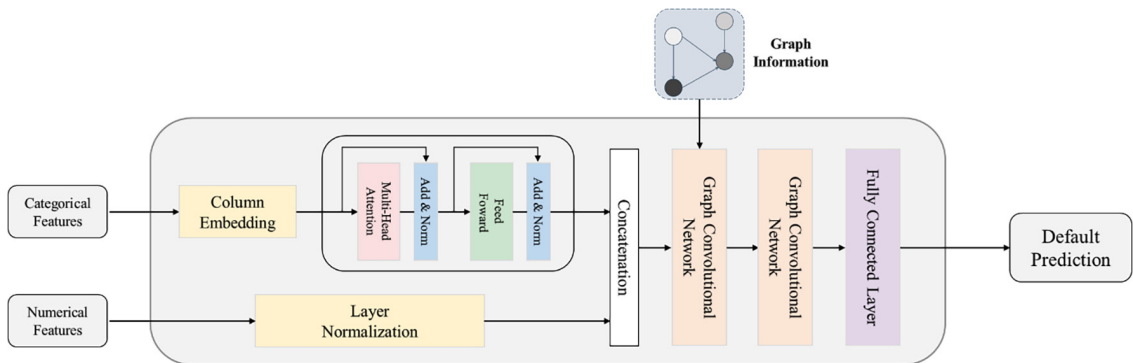 Graph
Information
Categorical
Features
Column
Embedding
Multi-Head
Attention
Add & Norm
Feed
Foward
Add & Norm
Numerical
Features
Layer
Normalization
Concatenation
Graph Convolutional
Network
Graph Convolutional
Network
Fully Connected Layer
Default
Prediction